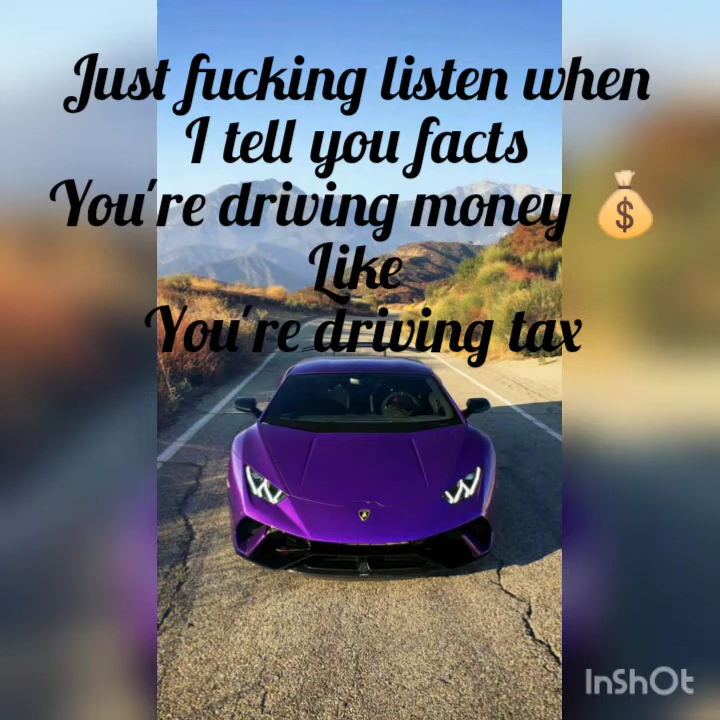 Just fucking listen when
I tell you facts
You're driving money 💰
Like
You're driving tax
InShOt